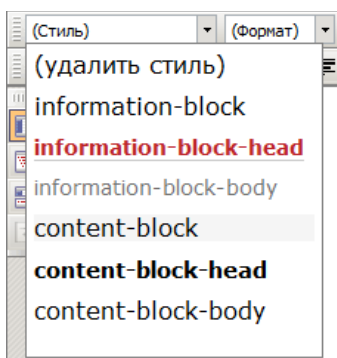 (Стиль) (Формат)
(удалить стиль)
information-block
information-block-head
information-block-body
content-block
content-block-head
content-block-body